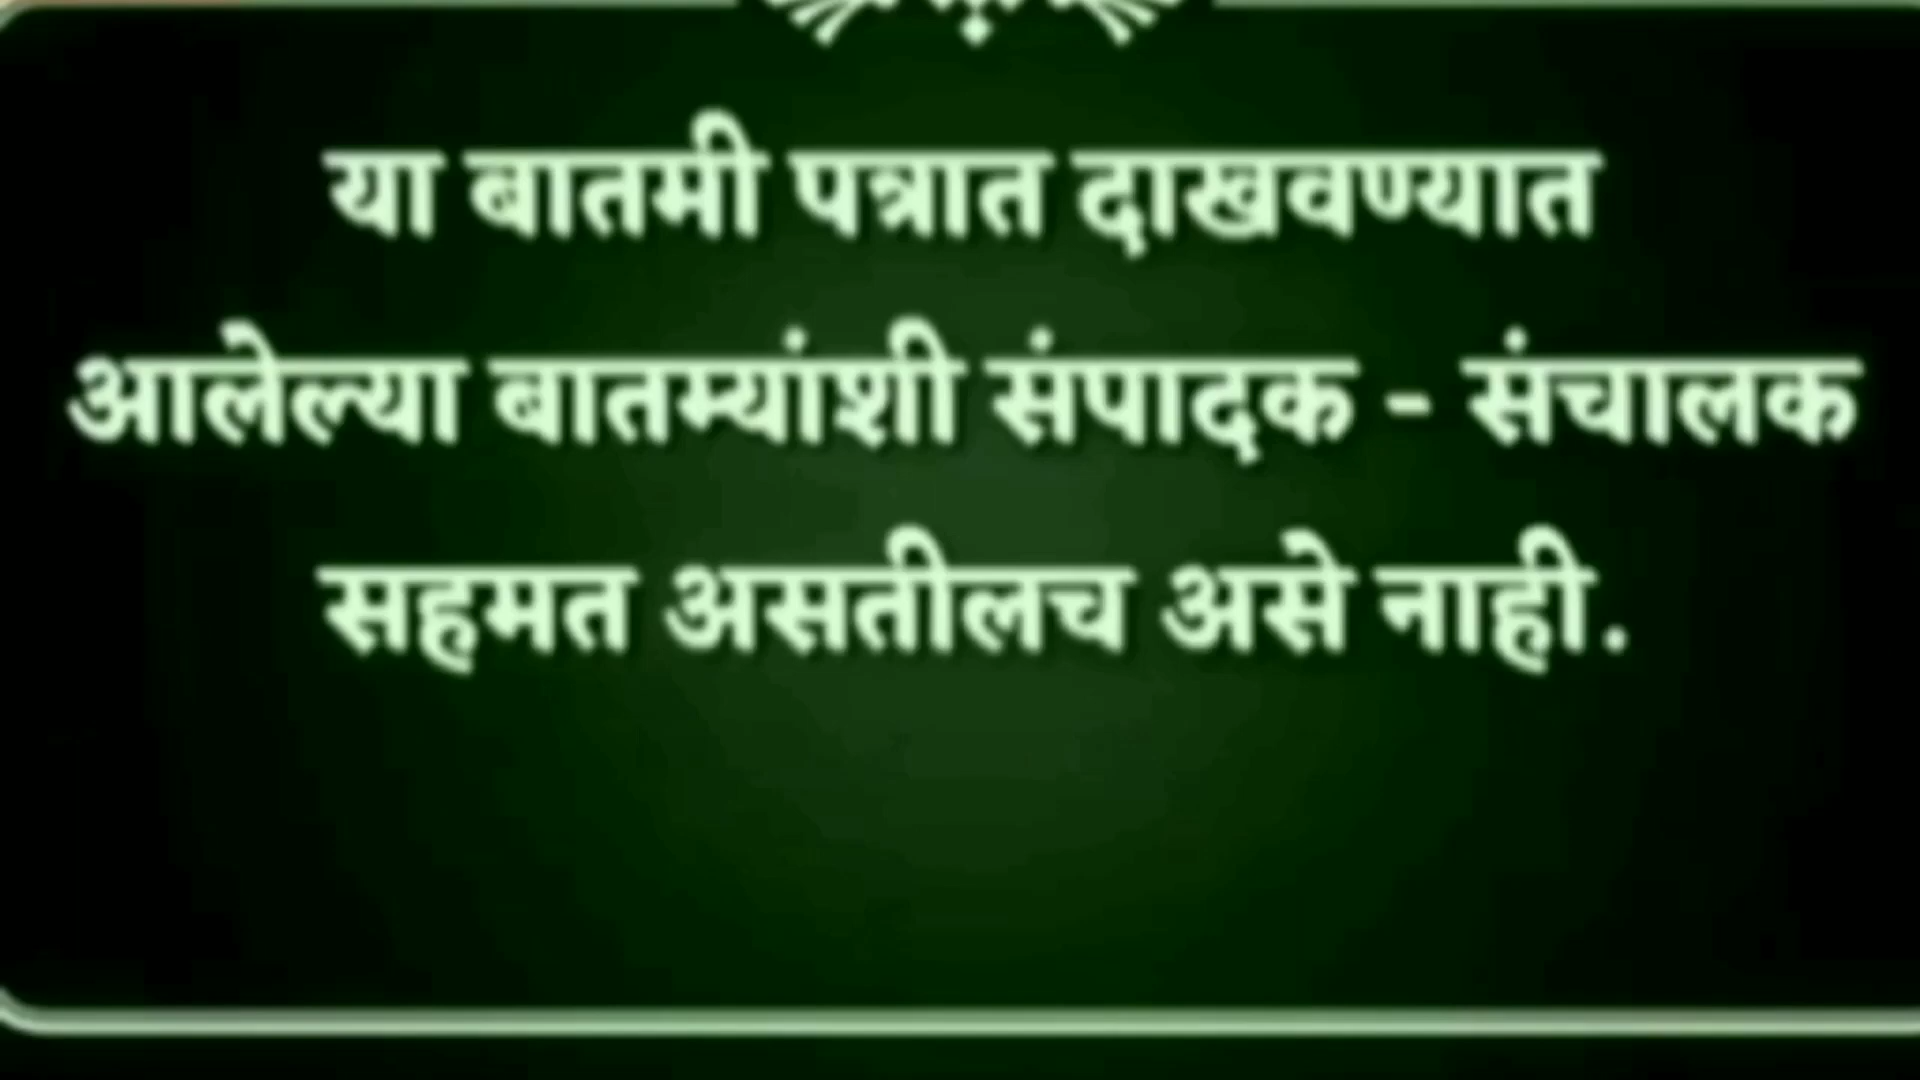 या बातमी पत्रात दाखवण्यात
आलेल्या बातम्यांशी संपादक - संचालक
सहमत असतीलच असे नाही.